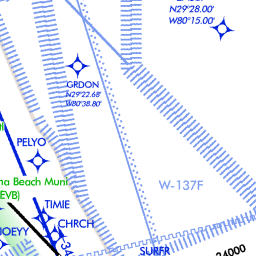 N29°28.00'
W80°15.00'
GRDON
N29°22.68'
W80°38.80'
PELYO
W-137F
na Beach Muni
EVB)
TIMIE
CHRCH
JOEYY
SURFR
24000